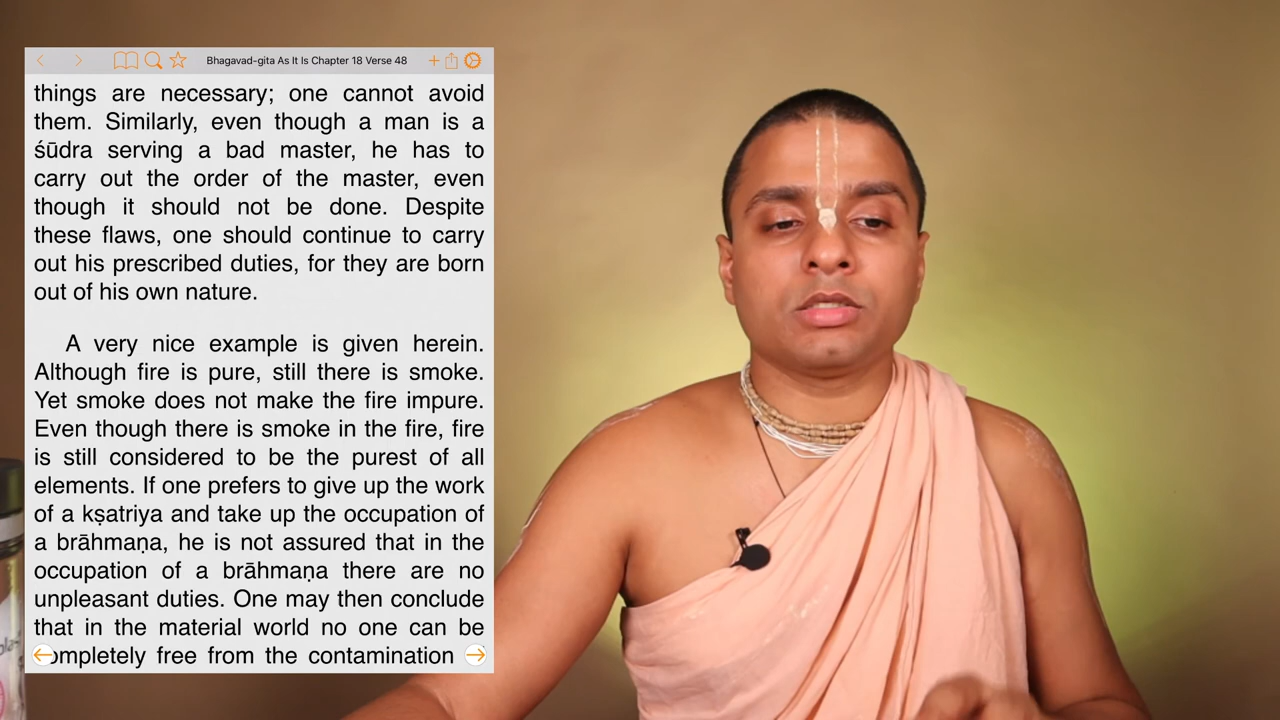 Bhagavad-gita As It Is Chapter 18 Verse 48
things are necessary; one cannot avoid
them. Similarly, even though a man is a
śūdra serving a bad master, he has to
carry out the order of the master, even
though it should not be done. Despite
these flaws, one should continue to carry
out his prescribed duties, for they are born
out of his own nature.
A very nice example is given herein.
Although fire is pure, still there is smoke.
Yet smoke does not make the fire impure.
Even though there is smoke in the fire, fire
is still considered to be the purest of all
elements. If one prefers to give up the work
of a kṣatriya and take up the occupation of
a brāhmaṇa, he is not assured that in the
occupation of a brāhmaṇa there are no
unpleasant duties. One may then conclude
that in the material world no one can be
ompletely free from the contamination